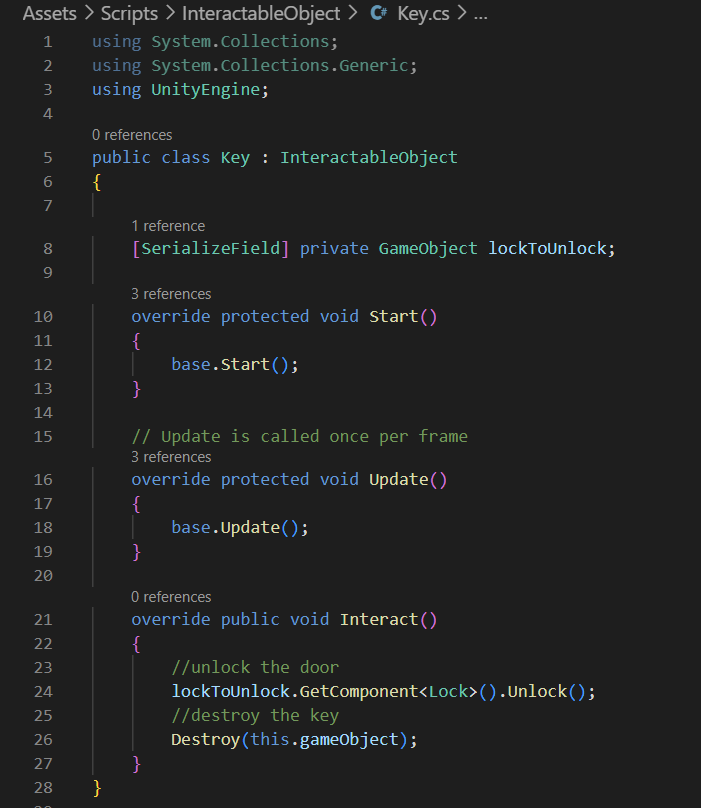 Assets > Scripts > InteractableObject > C# Key.cs > ...
1 using System.Collections;
2 using System.Collections.Generic;
3 using UnityEngine;
4
0 references
5 public class Key : InteractableObject
6 {
7
1 reference
8 [SerializeField] private GameObject lockToUnlock;
9
3 references
10 override protected void Start()
11 {
12 base.Start();
13 }
14
15 // Update is called once per frame
3 references
16 override protected void Update()
17 {
18 base.Update();
19 }
20
0 references
21 override public void Interact()
22 {
23 //unlock the door
24 lockToUnlock.GetComponent<Lock>().Unlock();
25 //destroy the key
26 Destroy(this.gameObject);
27 }
28 }